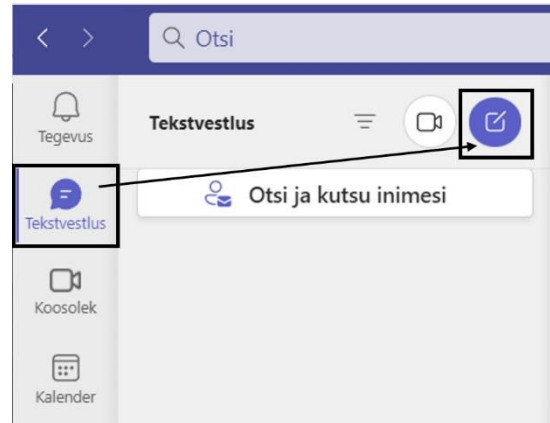 Otsi
Tegevus
Tekstvestlus
Otsi ja kutsu inimesi
Tekstvestlus
Koosolek
Kalender